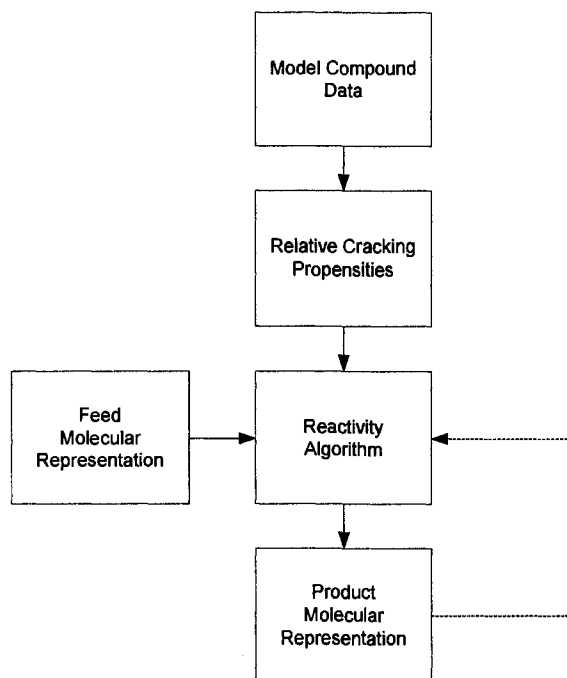 Model Compound
Data
Relative Cracking
Propensities
Feed
Molecular
Representation
Reactivity
Algorithm
Product
Molecular
Representation